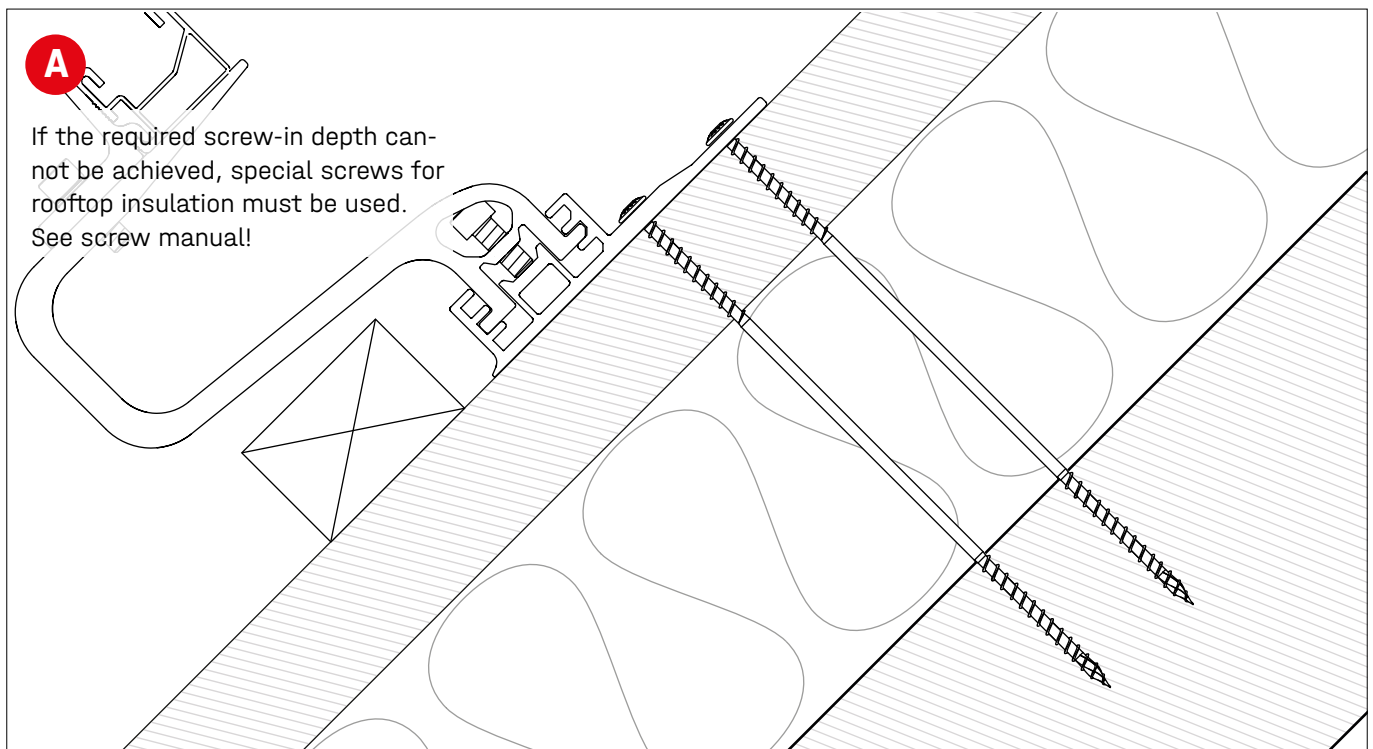 A
If the required screw-in depth can-
not be achieved, special screws for
rooftop insulation must be used.
See screw manual!